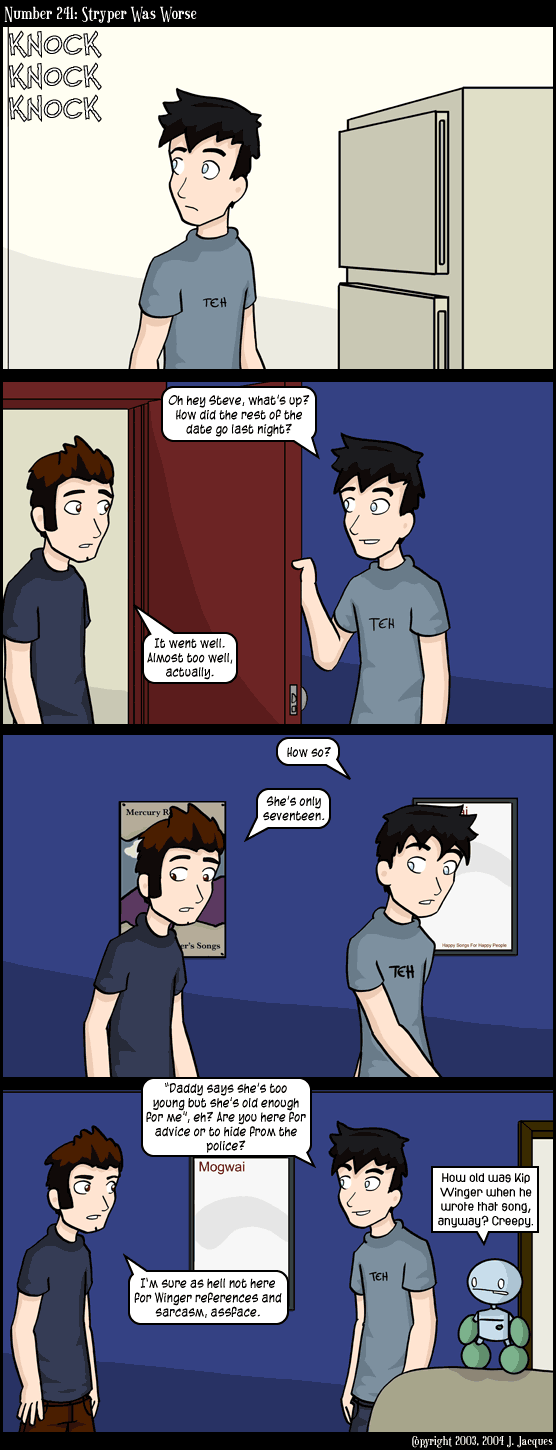 Number 241: Stryper Was Worse
KNOCK
KNOCK
KNOCK
TEH
Oh hey Steve, what's up?
How did the rest of the
date go last night?
TEH
It went well.
Almost too well,
actually.
How so?
She's only
seventeen.
Mercury R
er's Songs
ai
Happy Songs For Happy People
TEH
"Daddy says she's too
young but she's old enough
for me", eh? Are you here for
advice or to hide from the
police?
Mogwai
How old was Kip
Winger when he
wrote that song,
anyway? Creepy.
I'm sure as hell not here
for Winger references and
sarcasm, assface.
TEH
Copyright 2003, 2004 J. Jacques